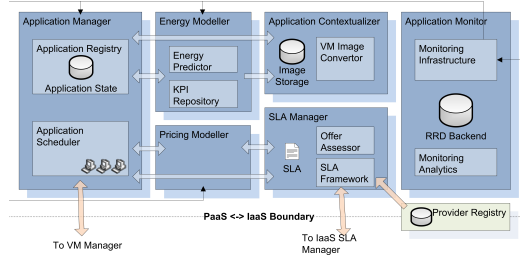 Application Manager
Application Registry
Application State
Application
Scheduler
Energy Modeller
Energy
Predictor
KPI
Repository
Pricing Modeller
Application Contextualizer
Image
Storage
VM Image
Convertor
SLA Manager
SLA
Offer
Assessor
SLA
Framework
Application Monitor
Monitoring
Infrastructure
RRD Backend
Monitoring
Analytics
Provider Registry
PaaS <-> IaaS Boundary
To VM Manager
To IaaS SLA
Manager